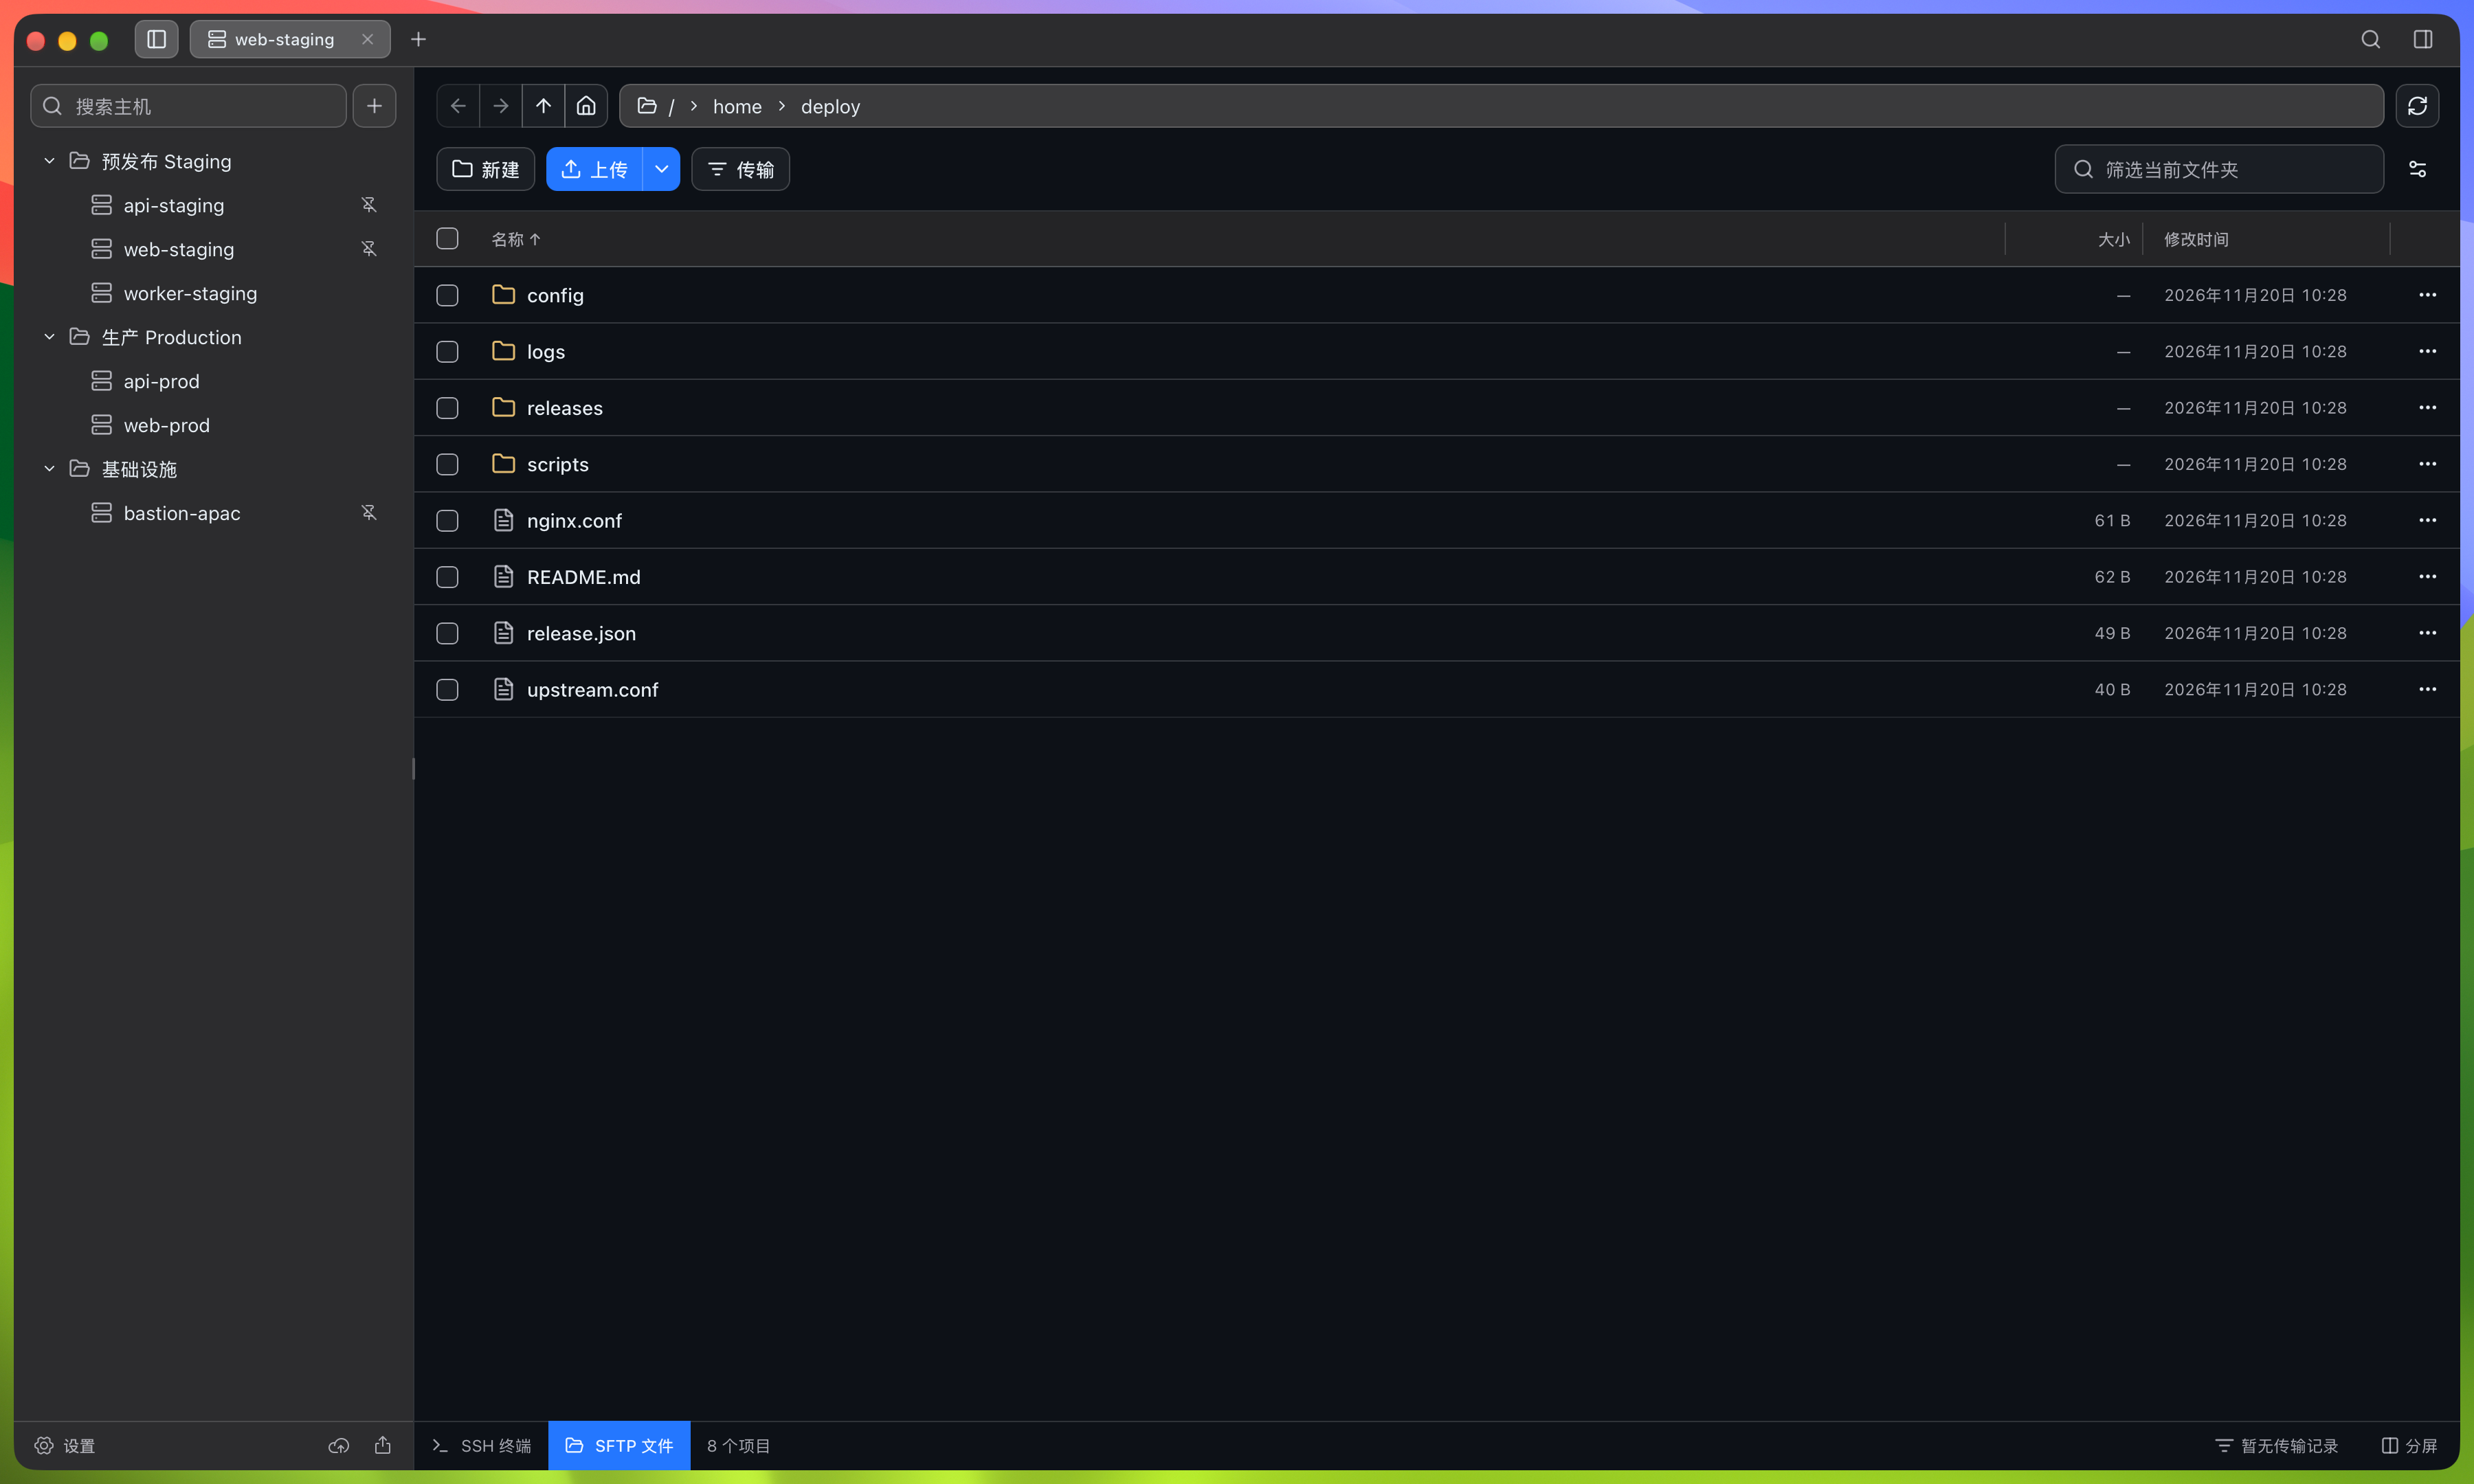 web-staging
搜索主机
/ > home > deploy
预发布 Staging
api-staging
web-staging
worker-staging
生产 Production
api-prod
web-prod
基础设施
bastion-apac
新建
上传
传输
筛选当前文件夹
名称 ↑ 大小 修改时间
config — 2026年11月20日 10:28
logs — 2026年11月20日 10:28
releases — 2026年11月20日 10:28
scripts — 2026年11月20日 10:28
nginx.conf 61 B 2026年11月20日 10:28
README.md 62 B 2026年11月20日 10:28
release.json 49 B 2026年11月20日 10:28
upstream.conf 40 B 2026年11月20日 10:28
设置
SSH 终端
SFTP 文件
8 个项目
暂无传输记录
分屏